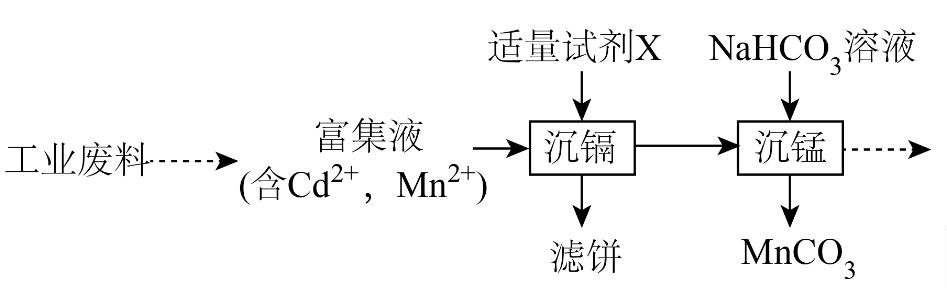 适量试剂X
NaHCO₃溶液
工业废料
富集液
(含Cd²⁺，Mn²⁺)
沉镉
沉锰
滤饼
MnCO₃